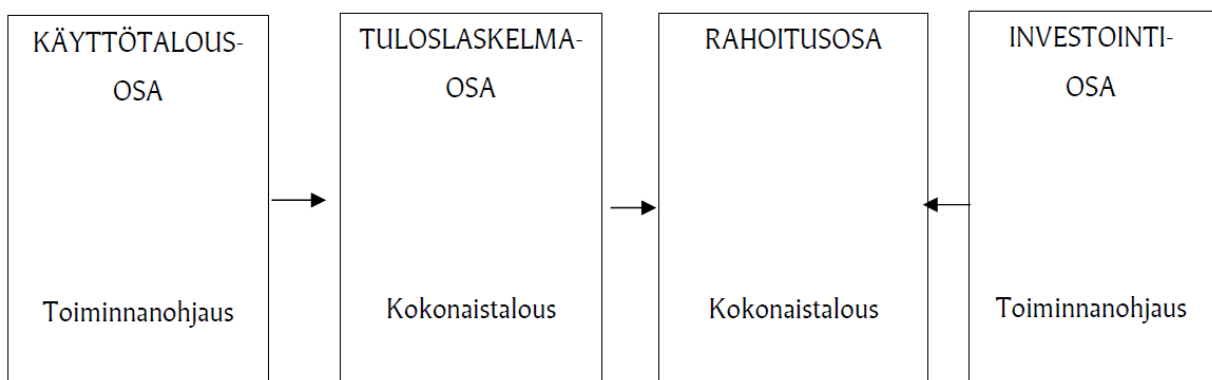 KÄYTTÖTALOUS-
OSA
Toiminnanohjaus
TULOSLASKELMA-
OSA
Kokonaistalous
RAHOITUSOSA
Kokonaistalous
INVESTOINTI-
OSA
Toiminnanohjaus